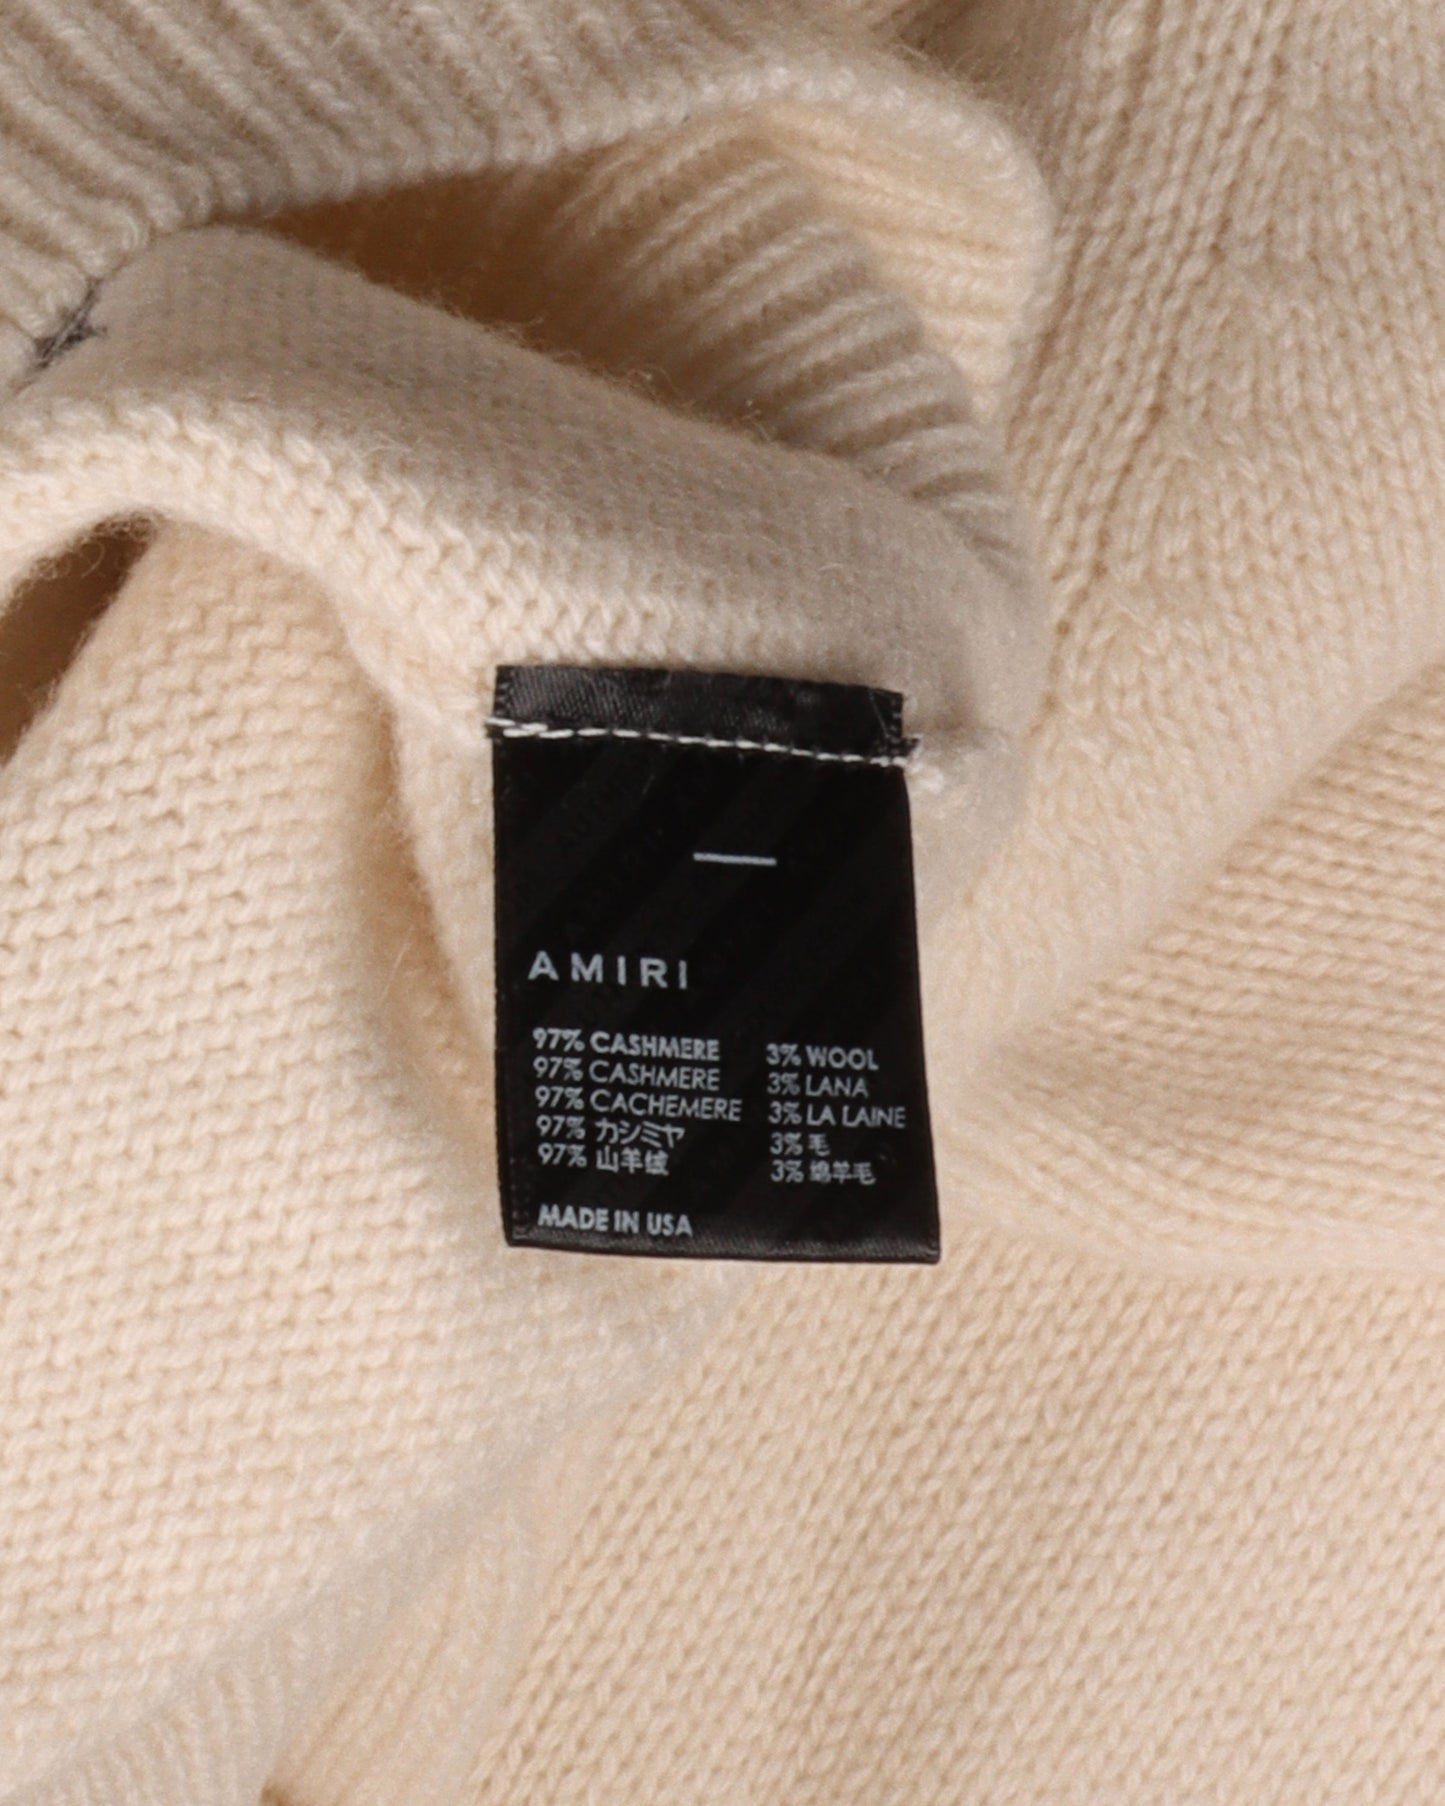 AMIRI
97% CASHMERE 3% WOOL
97% CASHMERE 3% LANA
97% CACHEMERE 3% LA LAINE
97% カシミヤ 3% 毛
97% 山羊绒 3% 绵羊毛
MADE IN USA